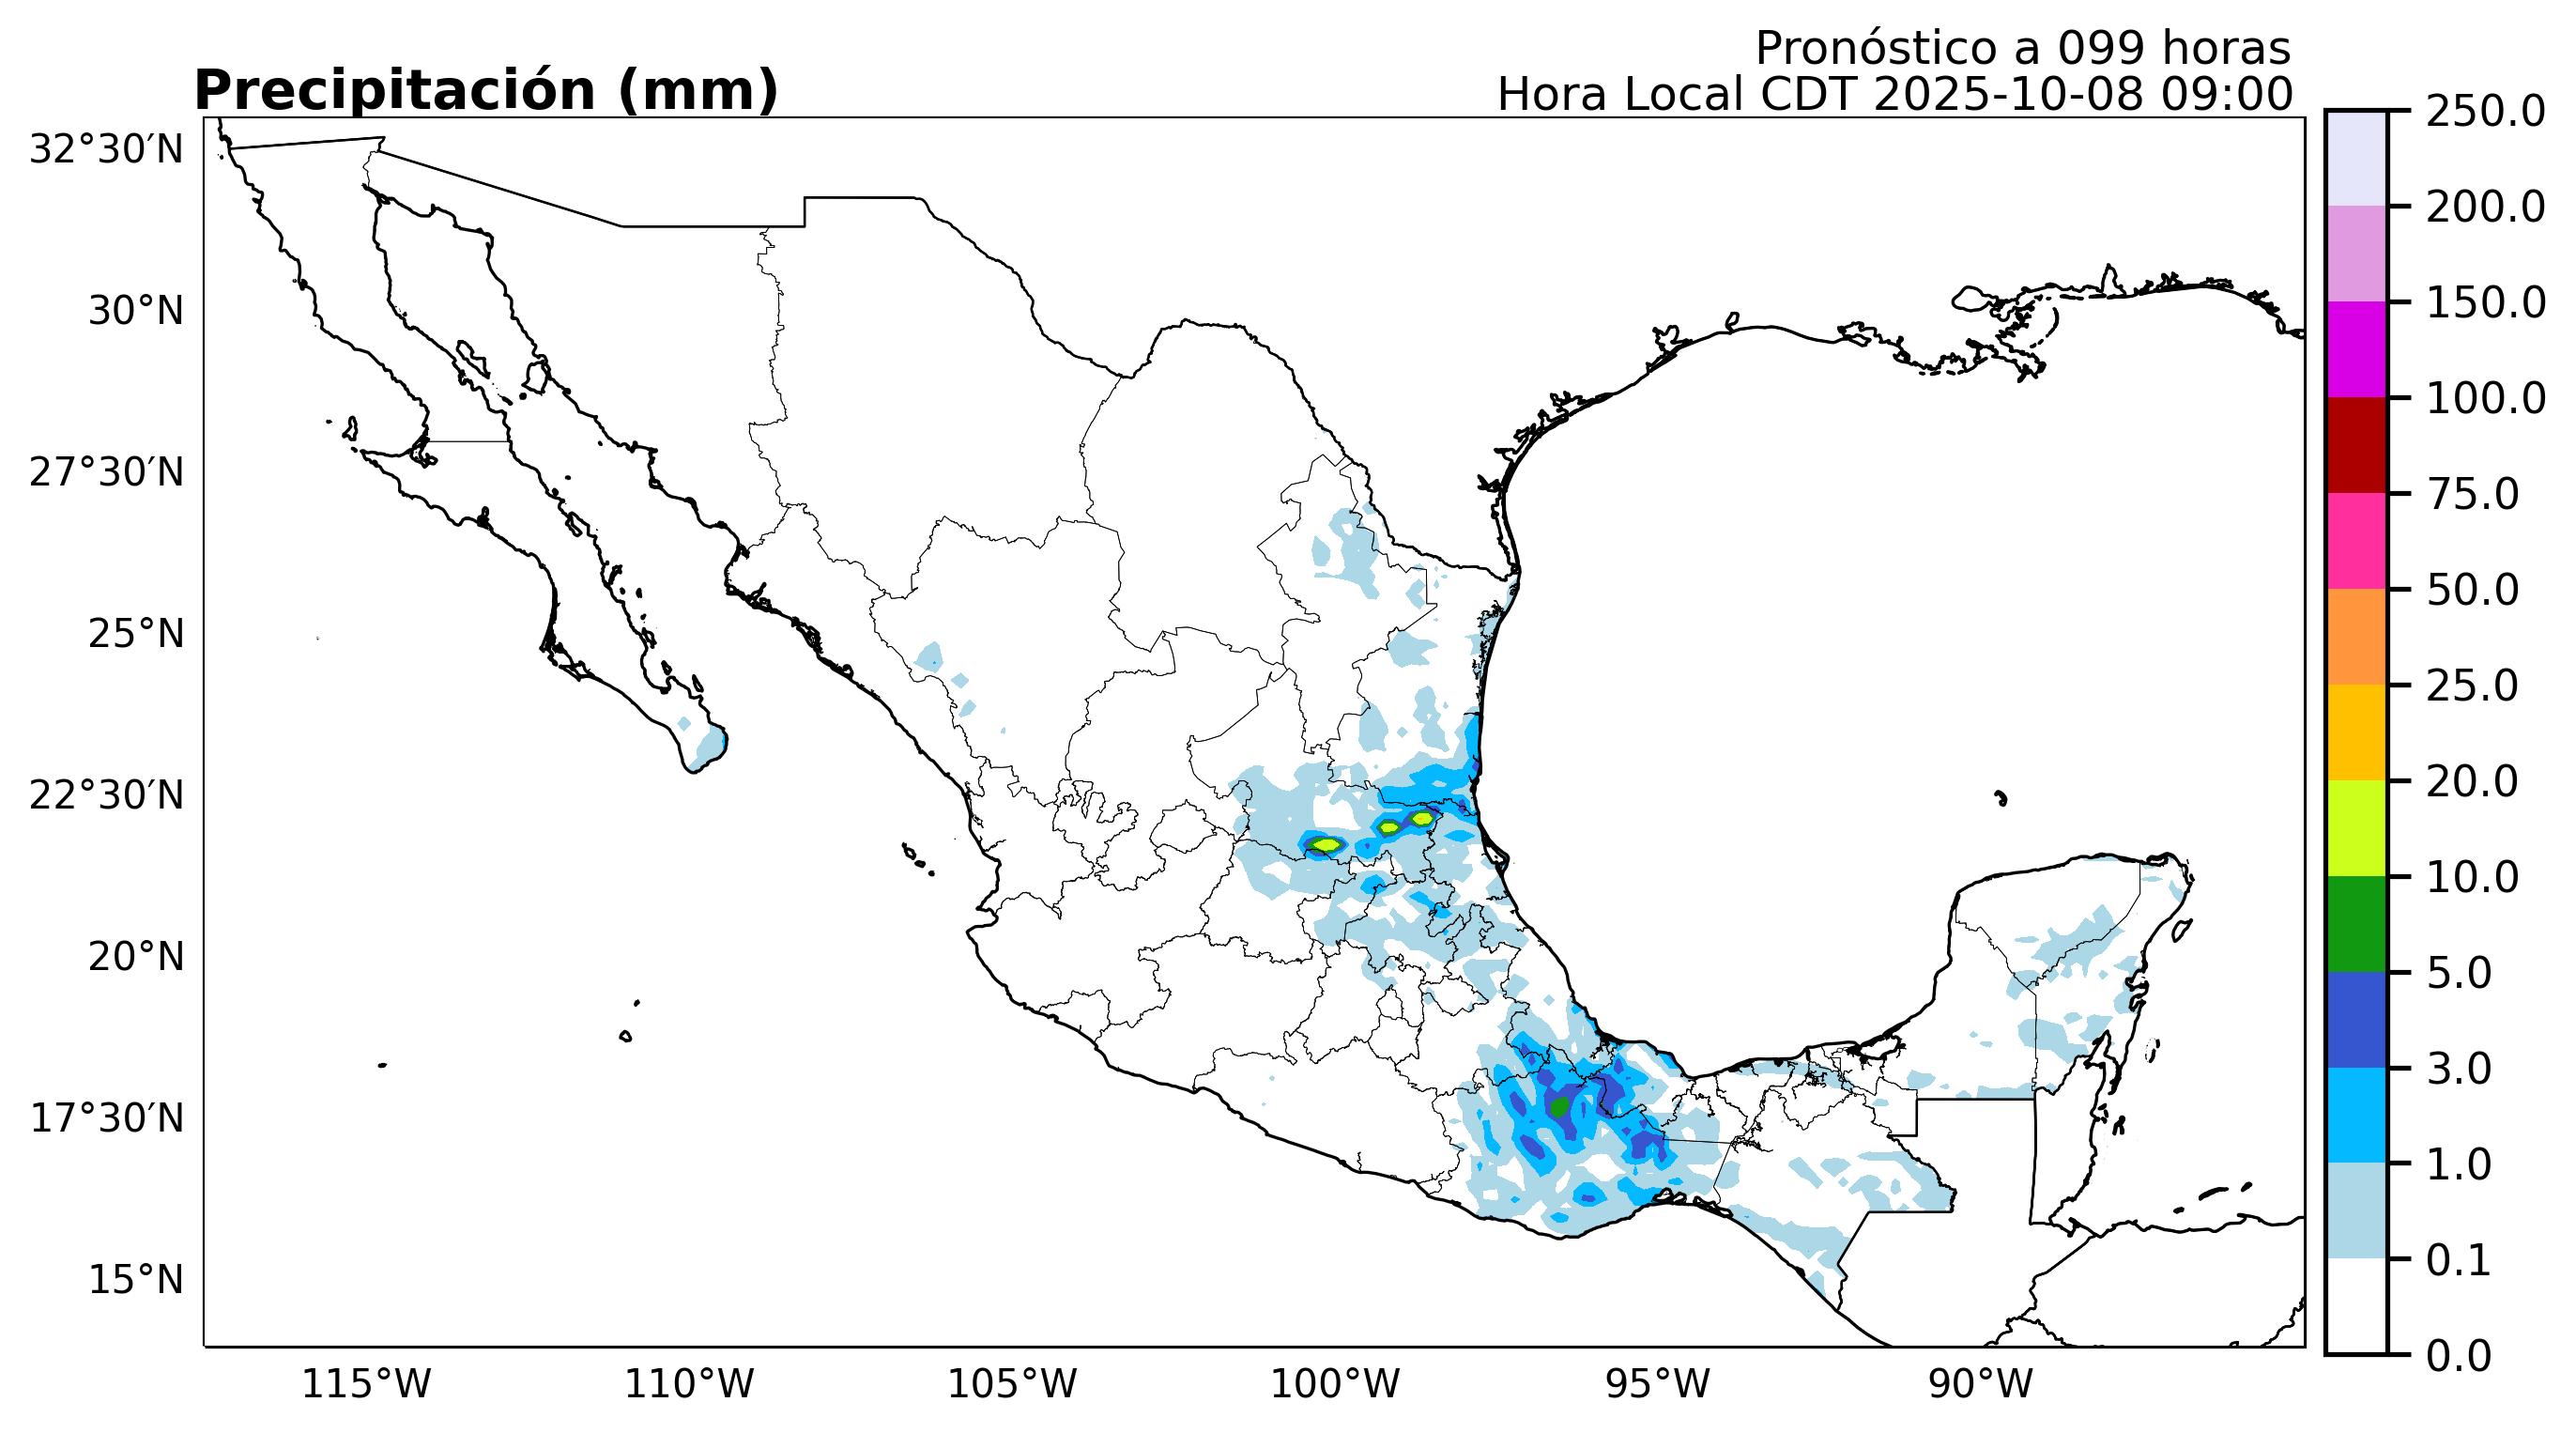 Pronóstico a 099 horas
Precipitación (mm)
Hora Local CDT 2025-10-08 09:00
32°30′N
30°N
27°30′N
25°N
22°30′N
20°N
17°30′N
15°N
115°W
110°W
105°W
100°W
95°W
90°W
250.0
200.0
150.0
100.0
75.0
50.0
25.0
20.0
10.0
5.0
3.0
1.0
0.1
0.0